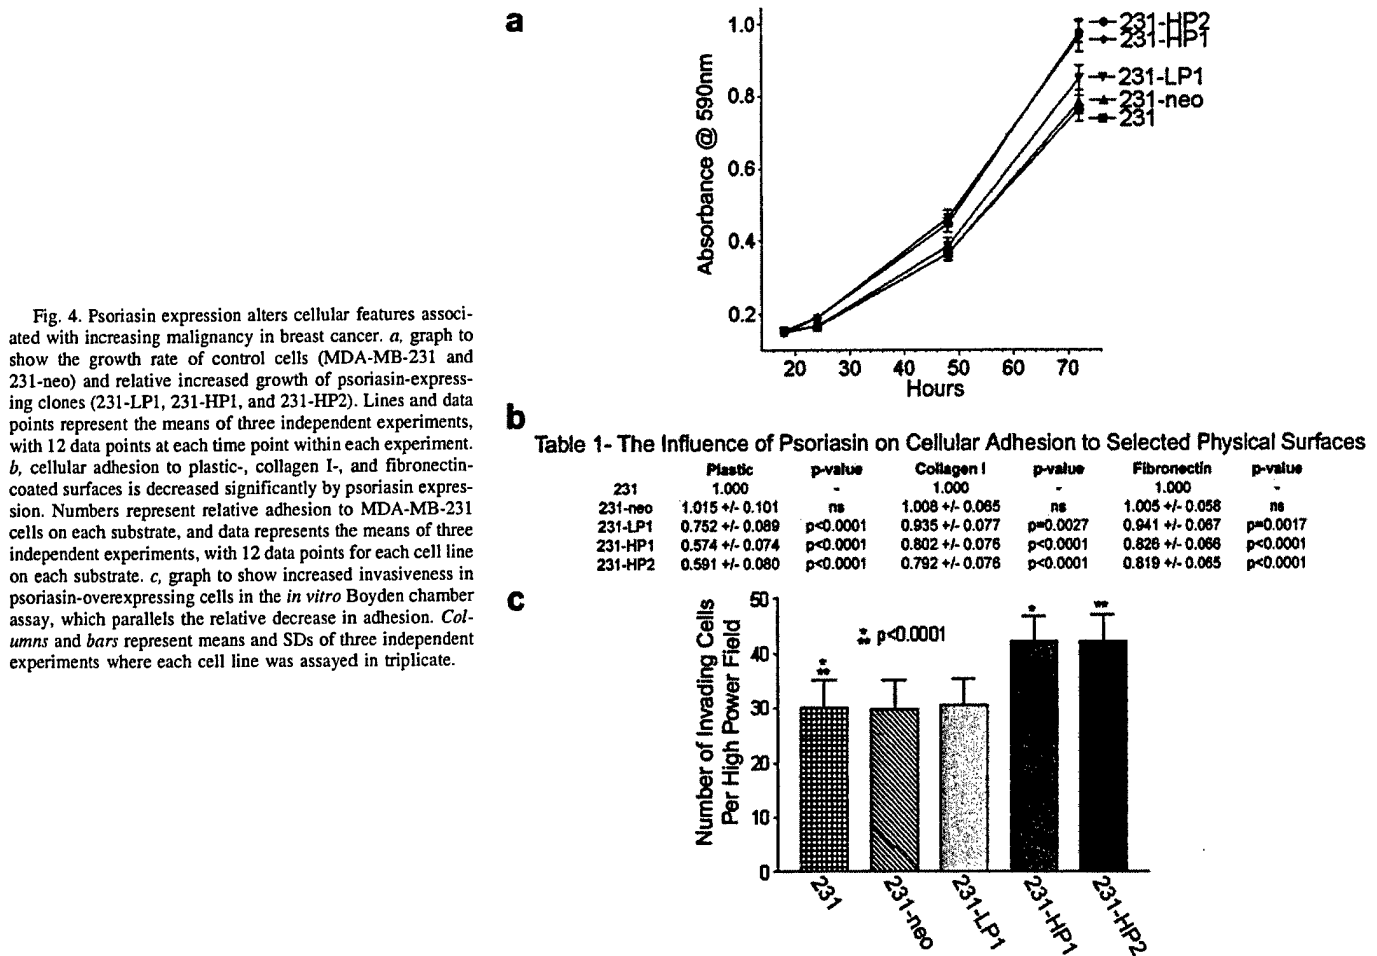 a
1.0
0.8
0.6
0.4
0.2
Absorbance @ 590nm
231-HP2
231-HP1
231-LP1
231-neo
231
20 30 40 50 60 70
Hours
Fig. 4. Psoriasin expression alters cellular features associ-
ated with increasing malignancy in breast cancer. a, graph to
show the growth rate of control cells (MDA-MB-231 and
231-neo) and relative increased growth of psoriasin-express-
ing clones (231-LP1, 231-HP1, and 231-HP2). Lines and data
points represent the means of three independent experiments,
with 12 data points at each time point within each experiment.
b, cellular adhesion to plastic-, collagen I-, and fibronectin-
coated surfaces is decreased significantly by psoriasin expres-
sion. Numbers represent relative adhesion to MDA-MB-231
cells on each substrate, and data represents the means of three
independent experiments, with 12 data points for each cell line
on each substrate. c, graph to show increased invasiveness in
psoriasin-overexpressing cells in the in vitro Boyden chamber
assay, which parallels the relative decrease in adhesion. Col-
umns and bars represent means and SDs of three independent
experiments where each cell line was assayed in triplicate.
b
Table 1- The Influence of Psoriasin on Cellular Adhesion to Selected Physical Surfaces
Plastic p-value Collagen I p-value Fibronectin p-value
231 1.000 - 1.000 - 1.000 -
231-neo 1.015 +/- 0.101 ns 1.008 +/- 0.065 ns 1.005 +/- 0.058 ns
231-LP1 0.752 +/- 0.089 p<0.0001 0.935 +/- 0.077 p=0.0027 0.941 +/- 0.067 p=0.0017
231-HP1 0.574 +/- 0.074 p<0.0001 0.802 +/- 0.076 p<0.0001 0.826 +/- 0.066 p<0.0001
231-HP2 0.591 +/- 0.080 p<0.0001 0.792 +/- 0.076 p<0.0001 0.819 +/- 0.065 p<0.0001
c
Number of Invading Cells
Per High Power Field
50
40
30
20
10
0
*
** p<0.0001
*
**
*
**
231
231-neo
231-LP1
231-HP1
231-HP2